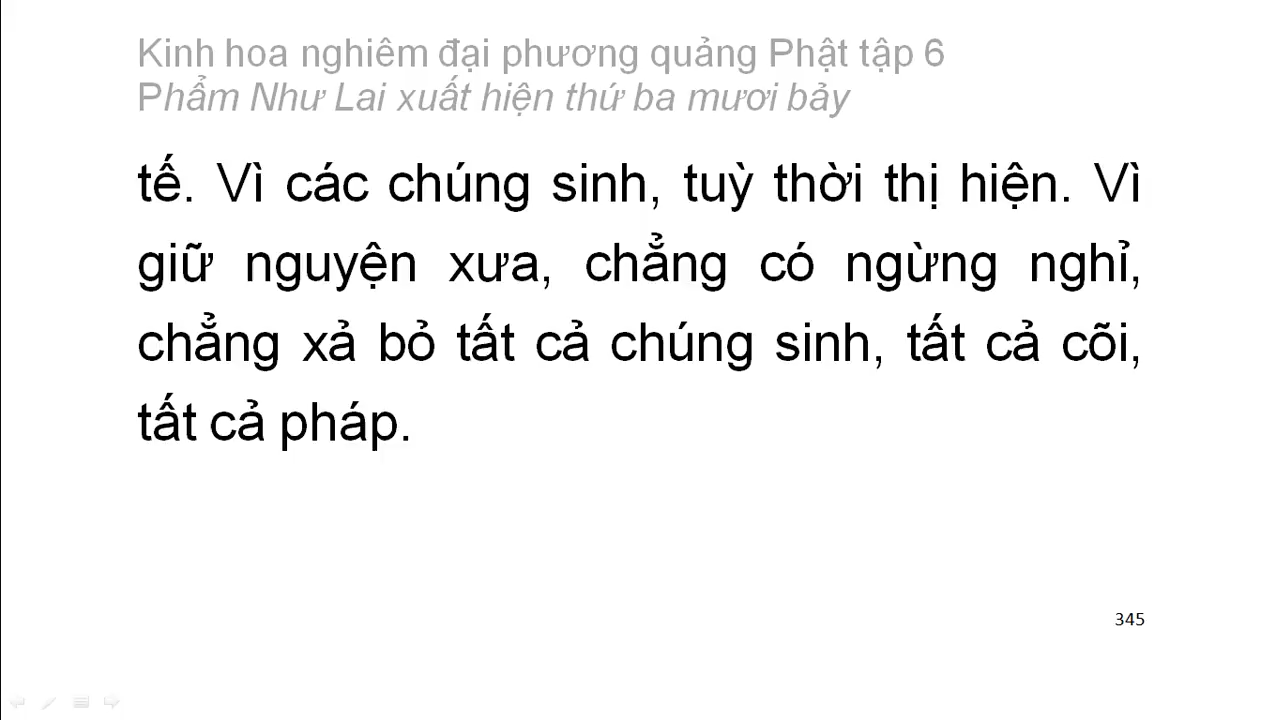 Kinh hoa nghiêm đại phương quảng Phật tập 6
Phẩm Như Lai xuất hiện thứ ba mươi bảy
tế. Vì các chúng sinh, tuỳ thời thị hiện. Vì
giữ nguyện xưa, chẳng có ngừng nghỉ,
chẳng xả bỏ tất cả chúng sinh, tất cả cõi,
tất cả pháp.
345